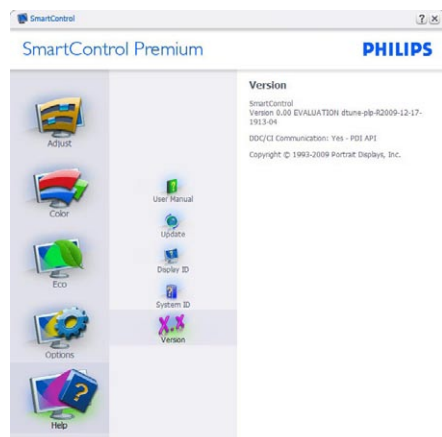 SmartControl
SmartControl Premium
PHILIPS
Adjust
Color
Eco
Options
Help
User Manual
Update
Display ID
System ID
Version
Version
SmartControl
Version 0.00 EVALUATION dtune-plp-R2009-12-17-
1913-04
DDC/CI Communication: Yes - PDI API
Copyright © 1993-2009 Portrait Displays, Inc.